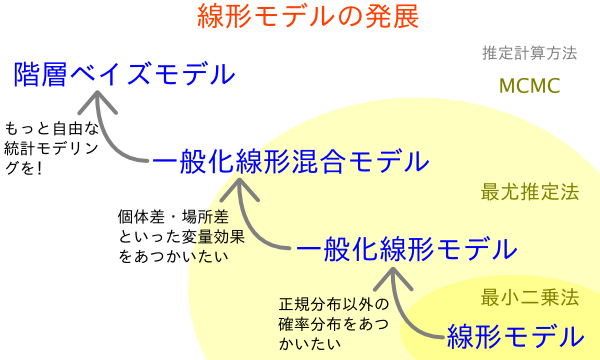 線形モデルの発展
推定計算方法
階層ベイズモデル
MCMC
もっと自由な
統計モデリン
グを!
一般化線形混合モデル
最尤推定法
個体差・場所差
といった変量効果
をあつかいたい
一般化線形モデル
最小二乗法
正規分布以外の
確率分布をあつ
かいたい
線形モデル